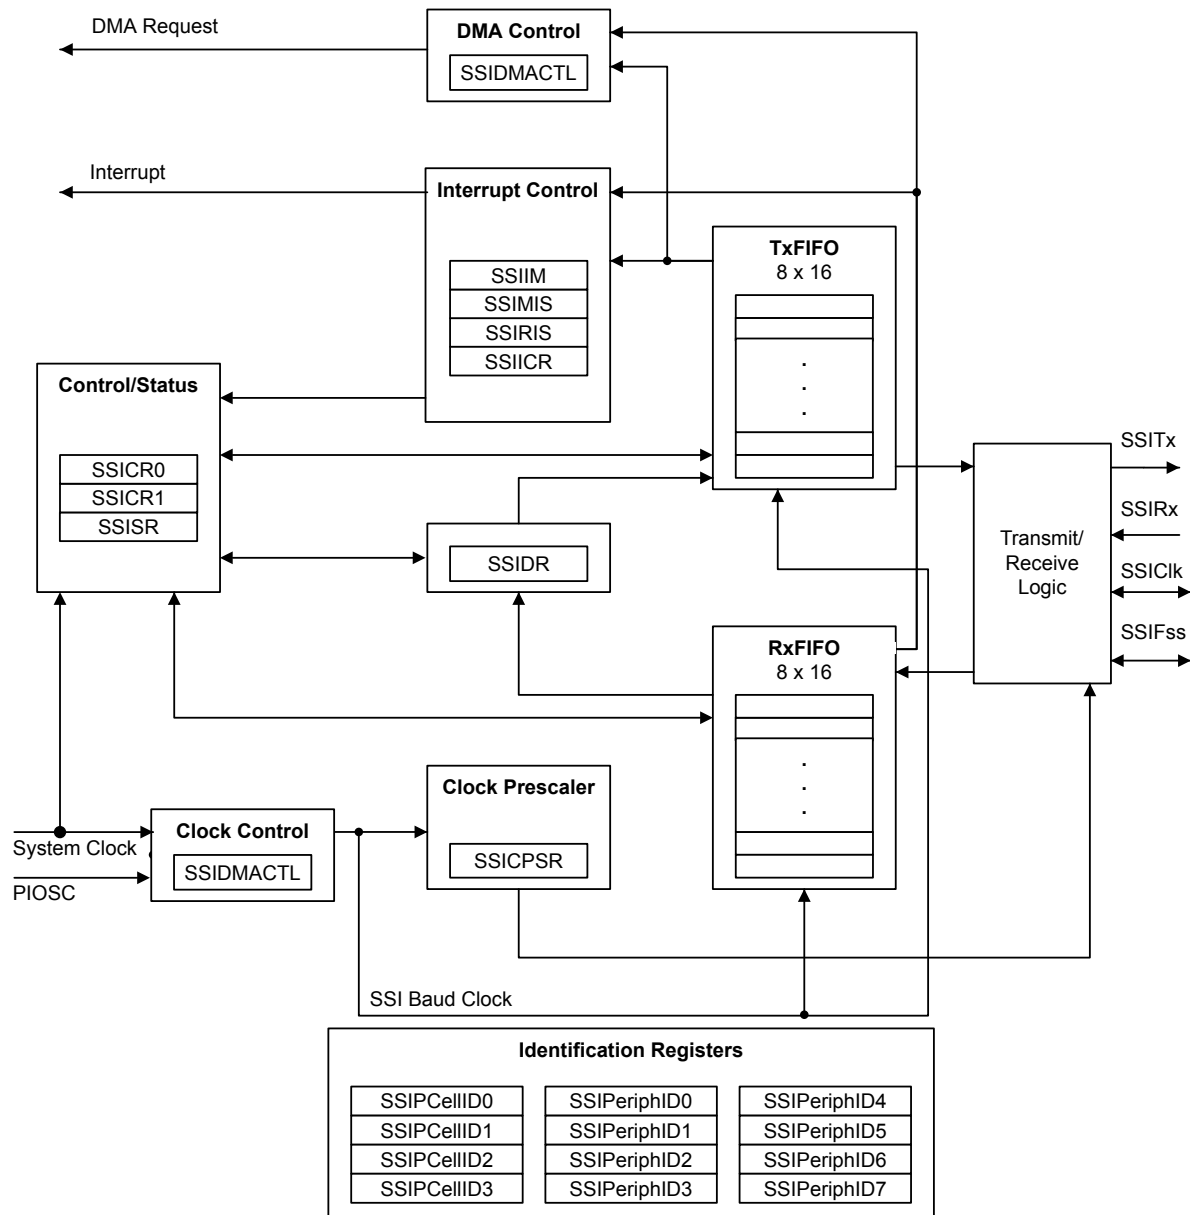 DMA Request
DMA Control
SSIDMACTL
Interrupt
Interrupt Control
SSIIM
SSIMIS
SSIRIS
SSIICR
TxFIFO
8 x 16
.
.
.
Control/Status
SSICR0
SSICR1
SSISR
SSIDR
Transmit/
Receive
Logic
SSITx
SSIRx
SSIClk
SSIFss
RxFIFO
8 x 16
.
.
.
Clock Prescaler
SSICPSR
Clock Control
SSIDMACTL
System Clock
PIOSC
SSI Baud Clock
Identification Registers
SSIPCellID0
SSIPCellID1
SSIPCellID2
SSIPCellID3
SSIPeriphID0
SSIPeriphID1
SSIPeriphID2
SSIPeriphID3
SSIPeriphID4
SSIPeriphID5
SSIPeriphID6
SSIPeriphID7